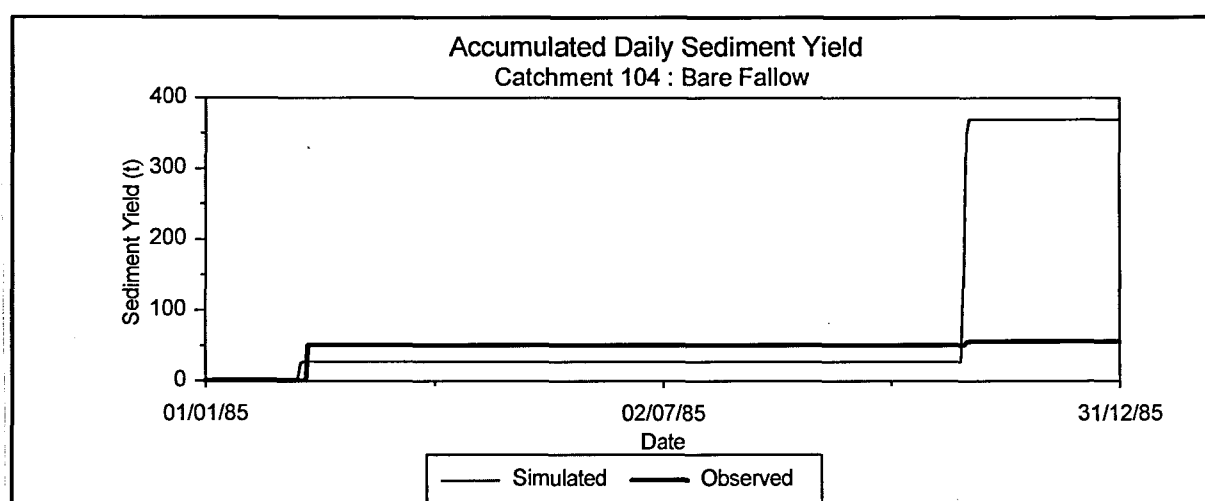 Accumulated Daily Sediment Yield
Catchment 104 : Bare Fallow
Sediment Yield (t)
400
300
200
100
0
01/01/85
02/07/85
31/12/85
Date
Simulated
Observed